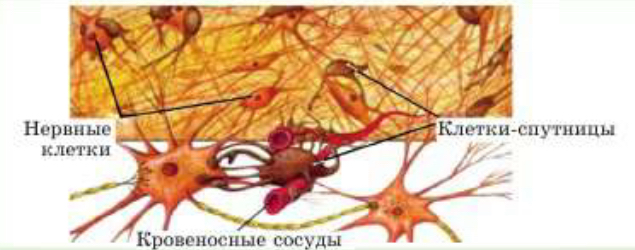 Нервные
клетки
Клетки-спутницы
Кровеносные сосуды